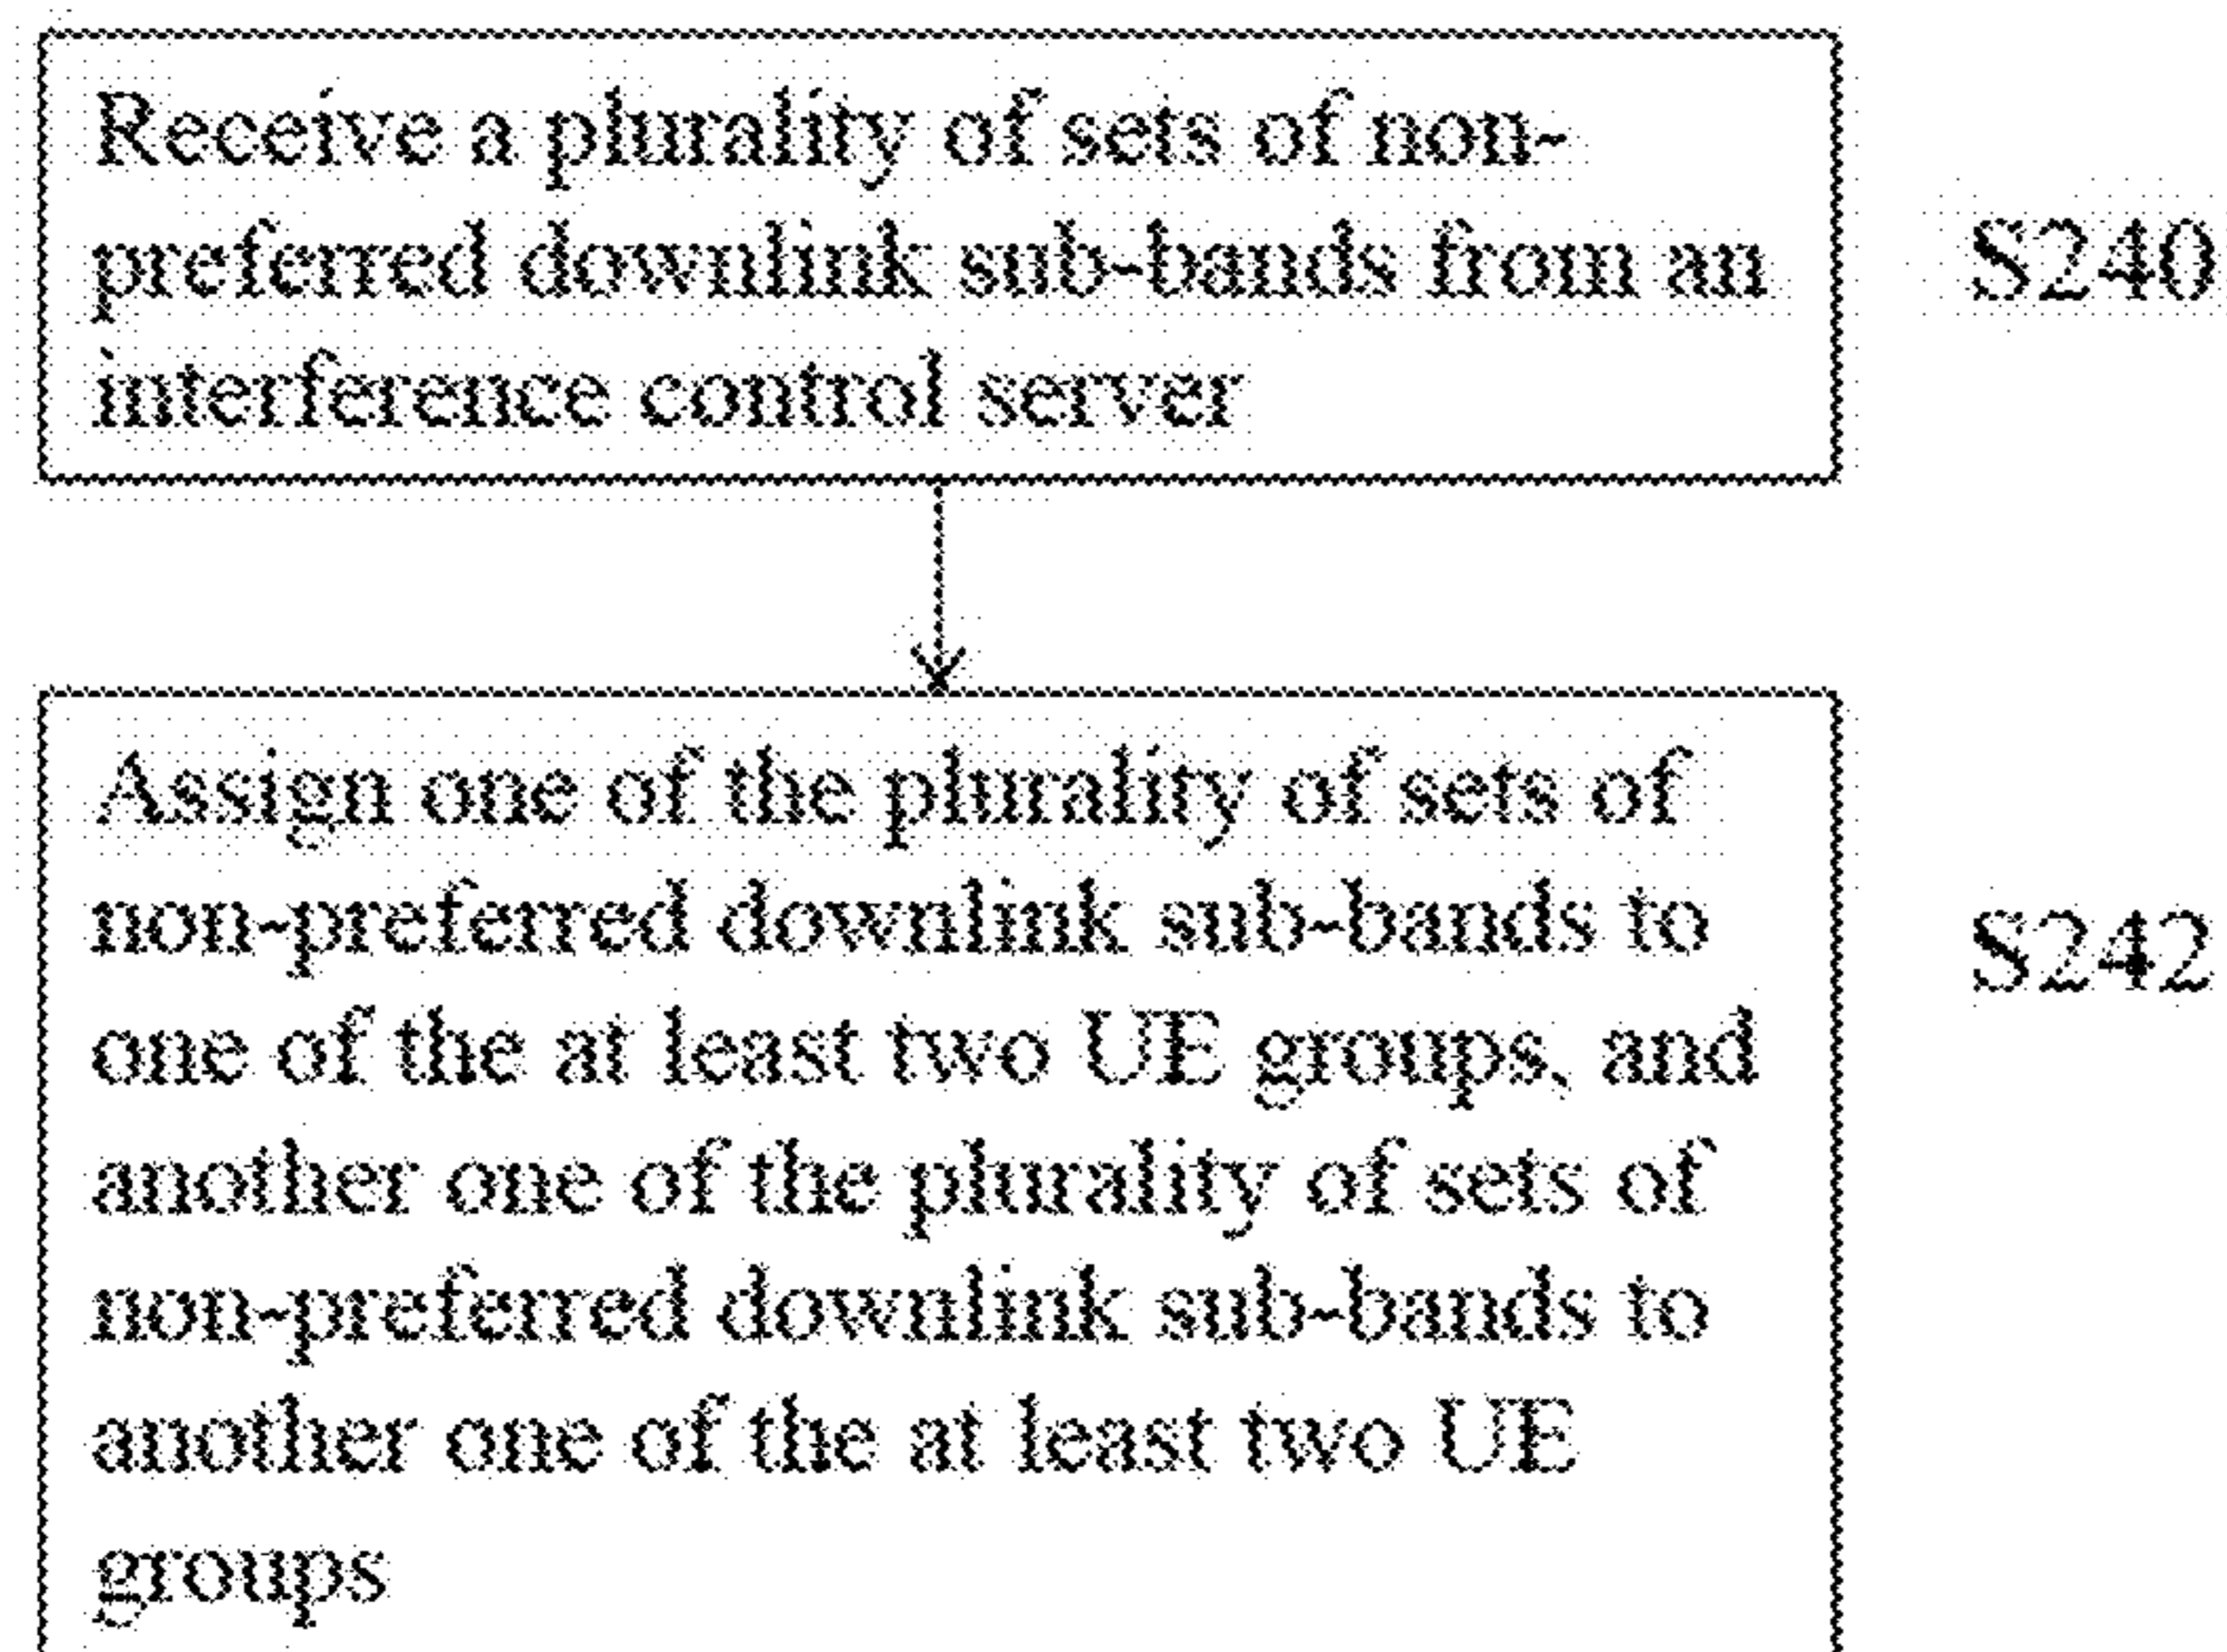 Receive a plurality of sets of non-
preferred downlink sub-bands from an
interference control server
S240
Assign one of the plurality of sets of
non-preferred downlink sub-bands to
one of the at least two UE groups, and
another one of the plurality of sets of
non-preferred downlink sub-bands to
another one of the at least two UE
groups
S242